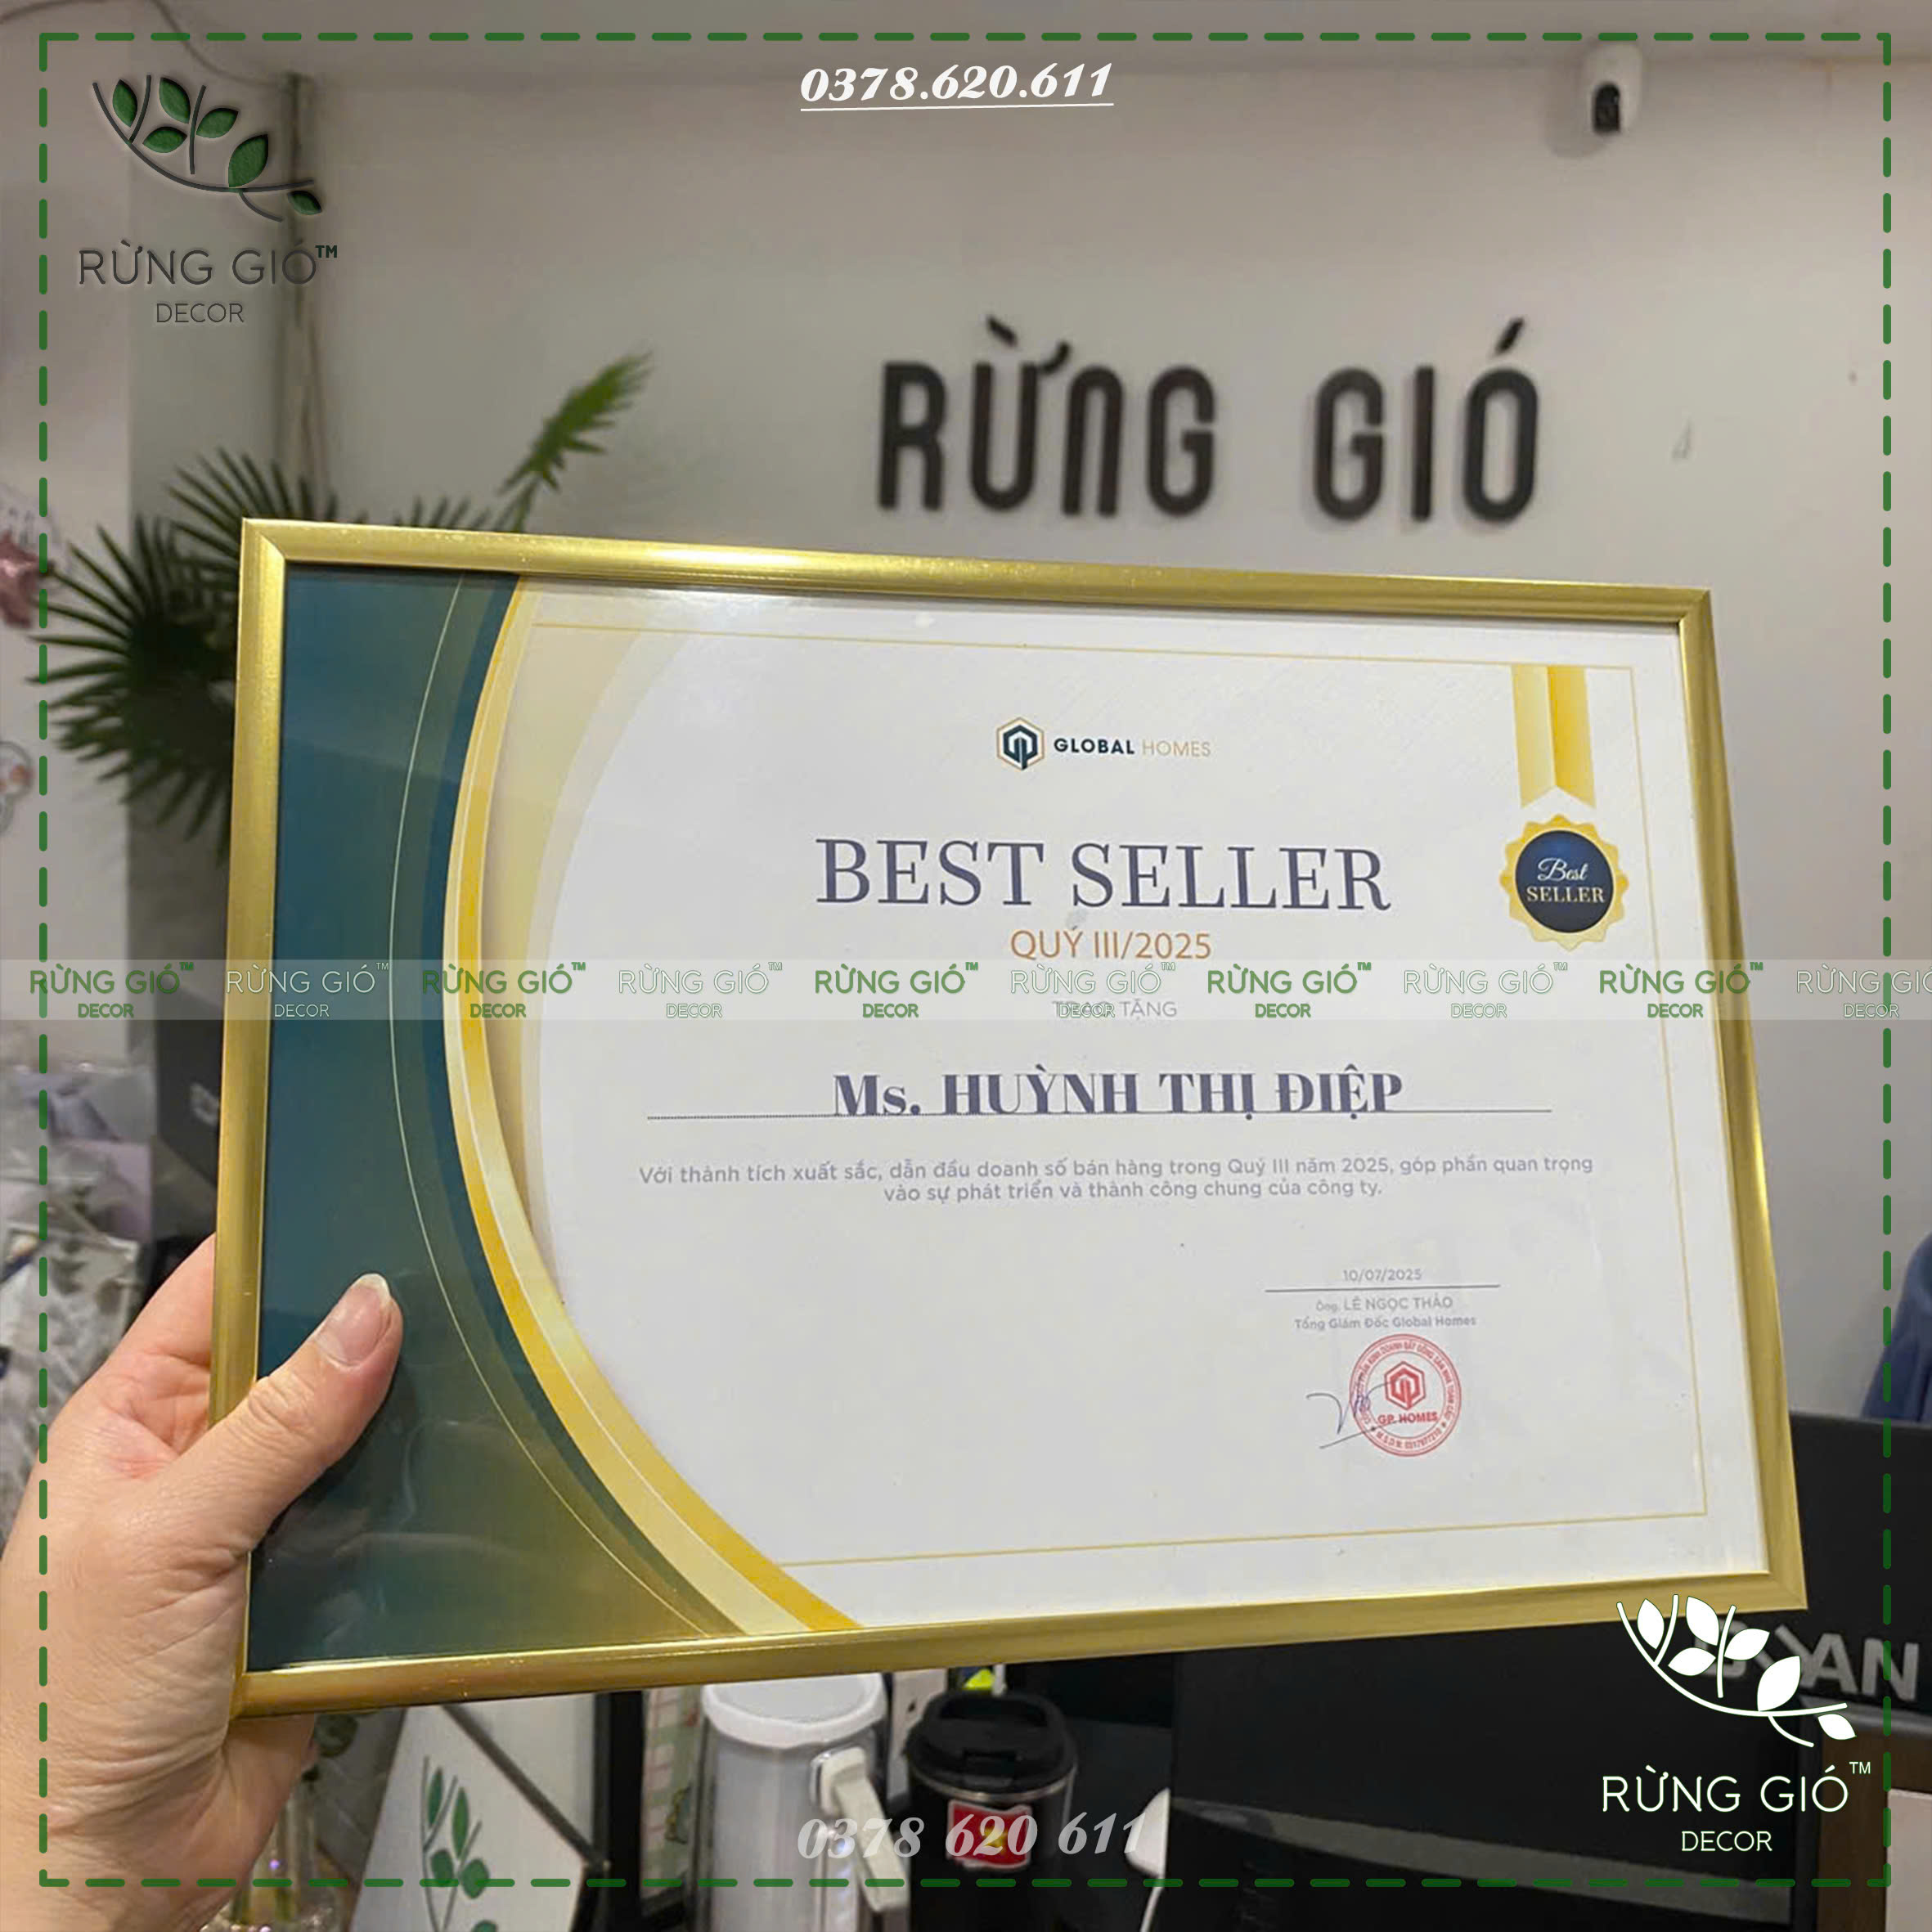 0378.620.611
RỪNG GIÓ™
DECOR
RỪNG GIÓ
GLOBAL HOMES
BEST SELLER
Best
SELLER
QUÝ III/2025
RỪNG GIÓ™ RỪNG GIÓ™ RỪNG GIÓ™ RỪNG GIÓ™ RỪNG GIÓ™ RỪNG GIÓ™ RỪNG GIÓ™ RỪNG GIÓ™ RỪNG GIÓ™ RỪNG
DECOR DECOR DECOR DECOR DECOR DECOR DECOR DECOR DECOR DECOR
TRAO TẶNG
Ms. HUỲNH THỊ ĐIỆP
Với thành tích xuất sắc, dẫn đầu doanh số bán hàng trong Quý III năm 2025, góp phần quan trọng
vào sự phát triển và thành công chung của công ty.
10/07/2025
Ông. LÊ NGỌC THẢO
Tổng Giám Đốc Global Homes
GP. HOMES
RỪNG GIÓ™
DECOR
0378 620 611